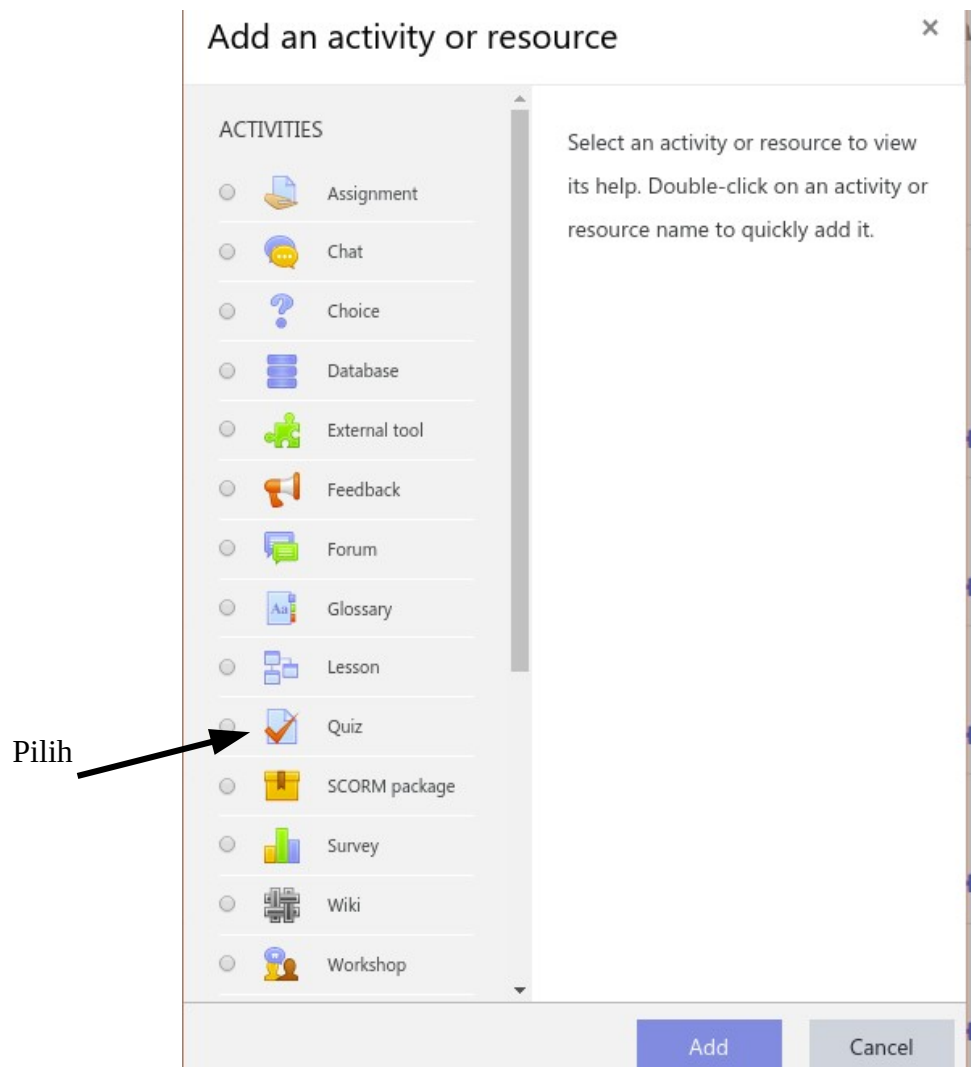 Add an activity or resource
×
ACTIVITIES
Select an activity or resource to view
its help. Double-click on an activity or
resource name to quickly add it.
Assignment
Chat
Choice
Database
External tool
Feedback
Forum
Aa
Glossary
Lesson
Quiz
Pilih
SCORM package
Survey
Wiki
Workshop
Add
Cancel